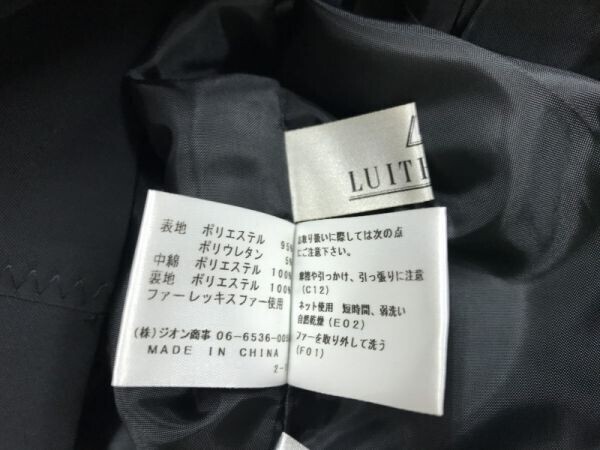 LUITI
表地 ポリエステル 95%
ポリウレタン 5%
中綿 ポリエステル 100%
裏地 ポリエステル 100%
ファーレッキスファー使用
(株)ジオン商事 06-6536-005
MADE IN CHINA
2-
お取り扱いに際しては次の点
にご注意下さい。
摩擦や引っかけ、引っ張りに注意
(C12)
ネット使用 短時間、弱洗い
自然乾燥(E02)
ファーを取り外して洗う
(F01)